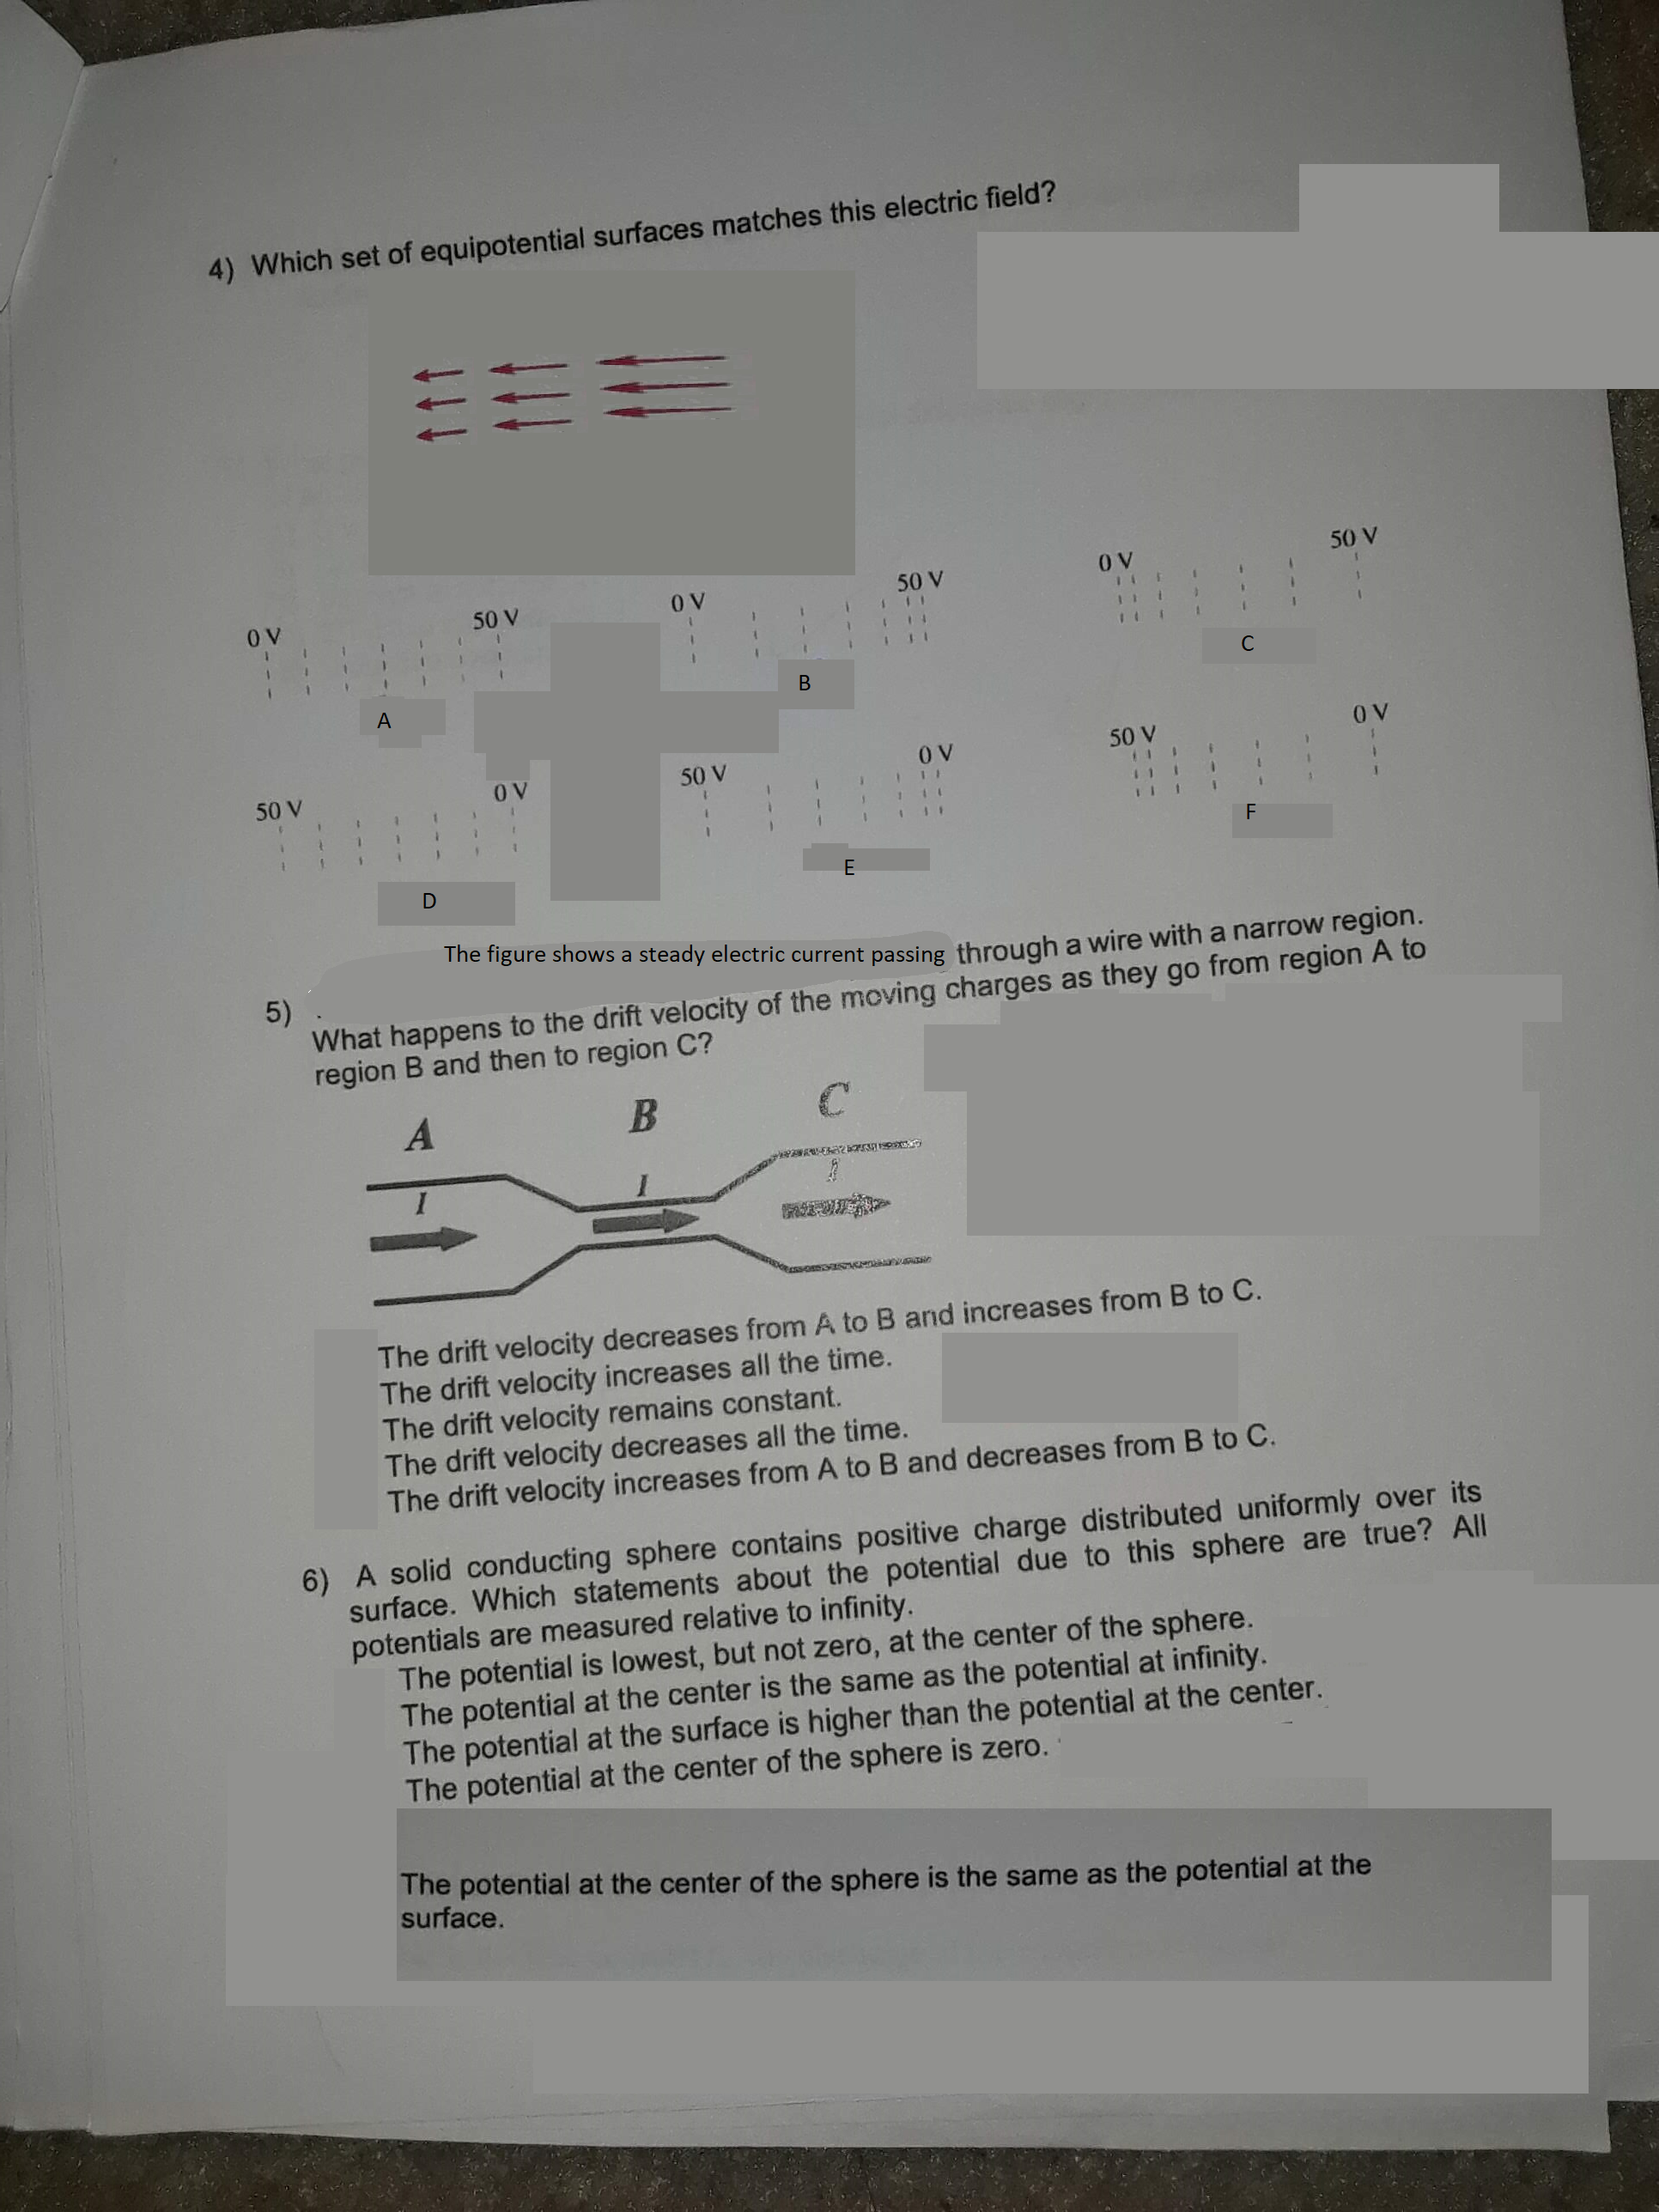 4) Which set of equipotential surfaces matches this electric field?
0 V 50 V 0 V 50 V 0 V 50 V
A B C
50 V 0 V 50 V 0 V 50 V 0 V
D E F
The figure shows a steady electric current passing through a wire with a narrow region.
5) .
What happens to the drift velocity of the moving charges as they go from region A to
region B and then to region C?
A B C
I I I
The drift velocity decreases from A to B and increases from B to C.
The drift velocity increases all the time.
The drift velocity remains constant.
The drift velocity decreases all the time.
The drift velocity increases from A to B and decreases from B to C.
6) A solid conducting sphere contains positive charge distributed uniformly over its
surface. Which statements about the potential due to this sphere are true? All
potentials are measured relative to infinity.
The potential is lowest, but not zero, at the center of the sphere.
The potential at the center is the same as the potential at infinity.
The potential at the surface is higher than the potential at the center.
The potential at the center of the sphere is zero.
The potential at the center of the sphere is the same as the potential at the
surface.